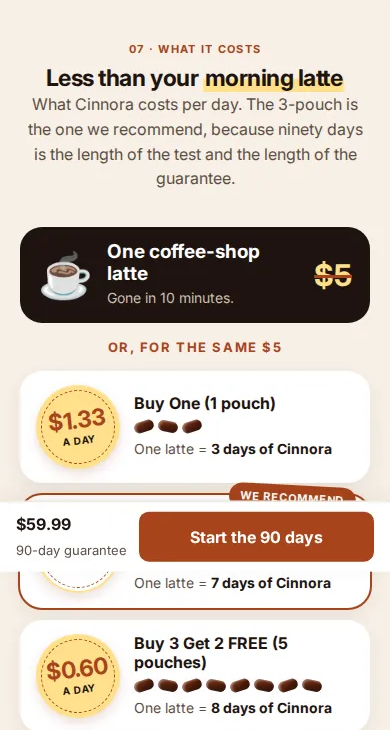 07 · WHAT IT COSTS
Less than your morning latte
What Cinnora costs per day. The 3-pouch is
the one we recommend, because ninety days
is the length of the test and the length of the
guarantee.
One coffee-shop
latte
Gone in 10 minutes.
$5
OR, FOR THE SAME $5
$1.33
A DAY
Buy One (1 pouch)
One latte = 3 days of Cinnora
WE RECOMMEND
$59.99
90-day guarantee
Start the 90 days
One latte = 7 days of Cinnora
$0.60
A DAY
Buy 3 Get 2 FREE (5
pouches)
One latte = 8 days of Cinnora